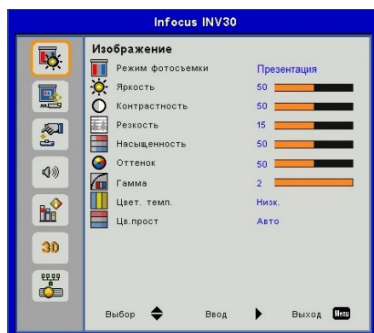 Infocus INV30
Изображение
Режим фотосъемки Презентация
Яркость 50
Контрастность 50
Резкость 15
Насыщенность 50
Оттенок 50
Гамма 2
Цвет. темп. Низк.
Цв.прост Авто
3D
Выбор Ввод Выход Menu